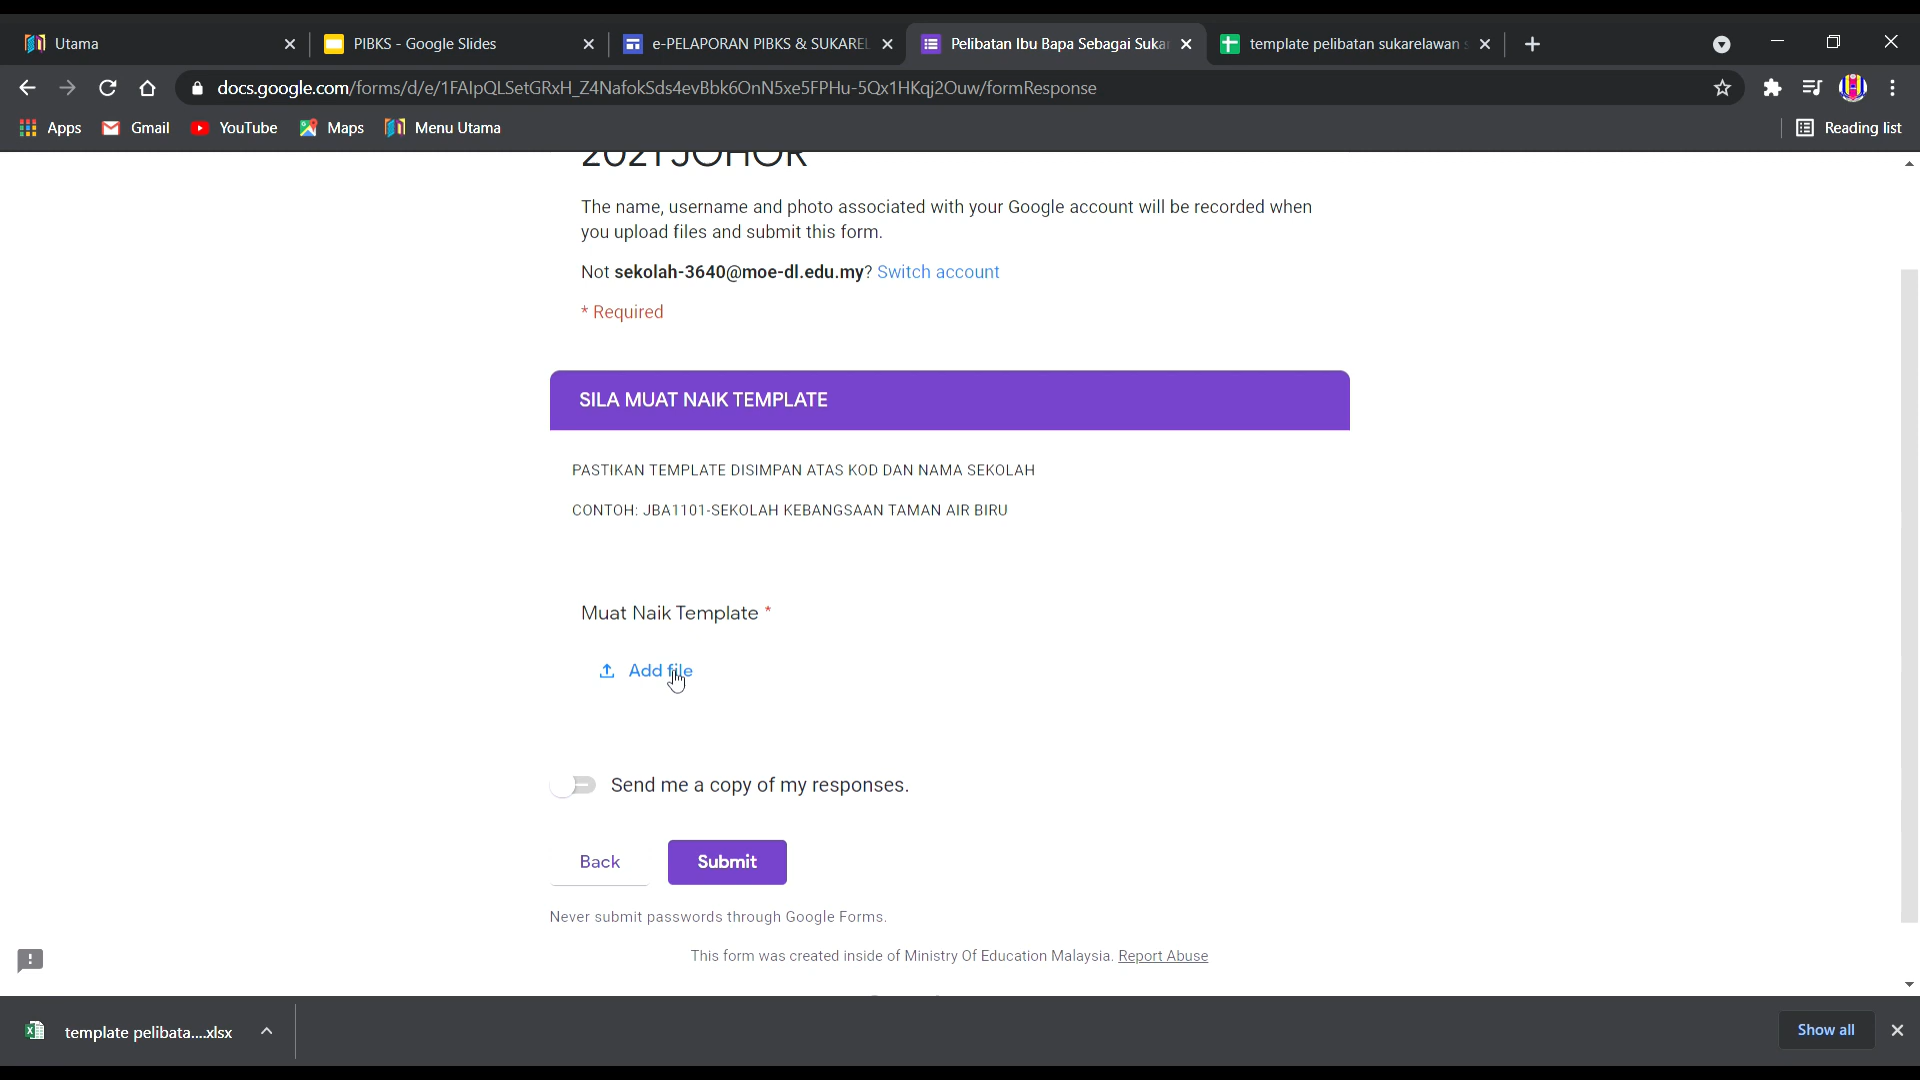 Utama
PIBKS - Google Slides
e-PELAPORAN PIBKS & SUKAREL
Pelibatan Ibu Bapa Sebagai Sukar
template pelibatan sukarelawan s
docs.google.com/forms/d/e/1FAIpQLSetGRxH_Z4NafokSds4evBbk6OnN5xe5FPHu-5Qx1HKqj2Ouw/formResponse
Apps
Gmail
YouTube
Maps
Menu Utama
Reading list
2021 JOHOR
The name, username and photo associated with your Google account will be recorded when
you upload files and submit this form.
Not sekolah-3640@moe-dl.edu.my? Switch account
* Required
SILA MUAT NAIK TEMPLATE
PASTIKAN TEMPLATE DISIMPAN ATAS KOD DAN NAMA SEKOLAH
CONTOH: JBA1101-SEKOLAH KEBANGSAAN TAMAN AIR BIRU
Muat Naik Template *
Add file
Send me a copy of my responses.
Back
Submit
Never submit passwords through Google Forms.
This form was created inside of Ministry Of Education Malaysia. Report Abuse
template pelibata....xlsx
Show all